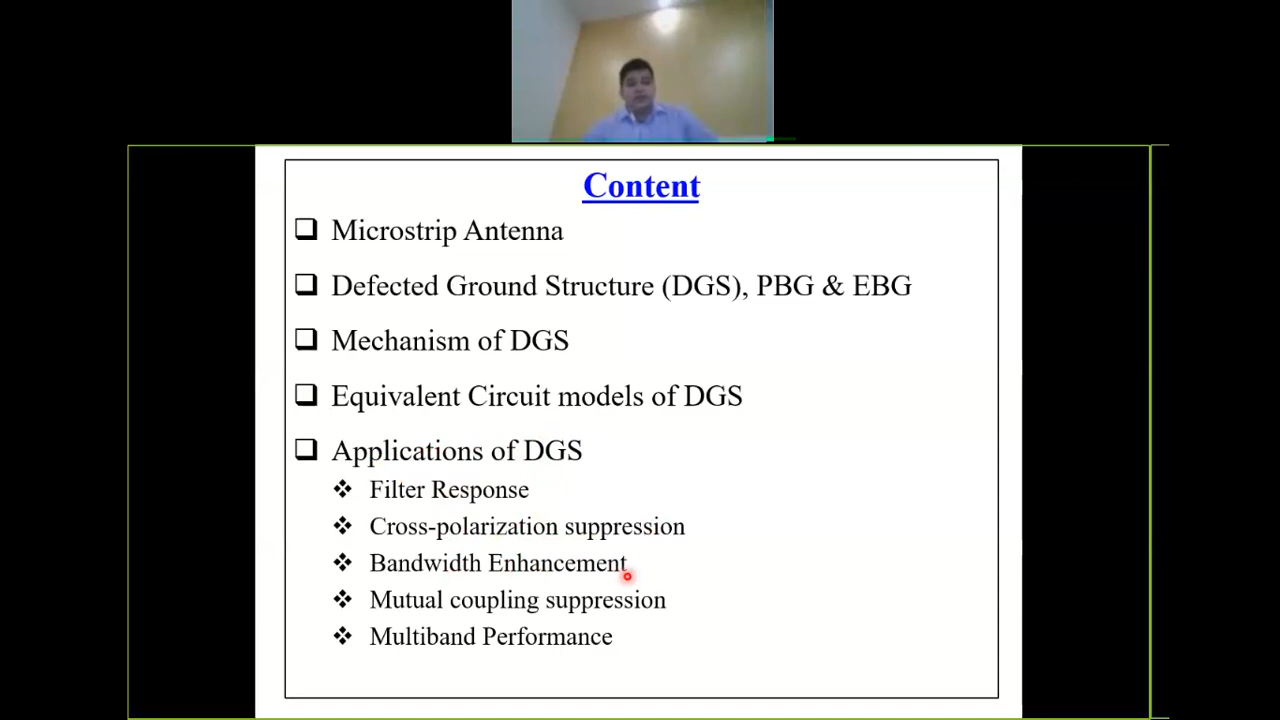 Content
Microstrip Antenna
Defected Ground Structure (DGS), PBG & EBG
Mechanism of DGS
Equivalent Circuit models of DGS
Applications of DGS
Filter Response
Cross-polarization suppression
Bandwidth Enhancement
Mutual coupling suppression
Multiband Performance